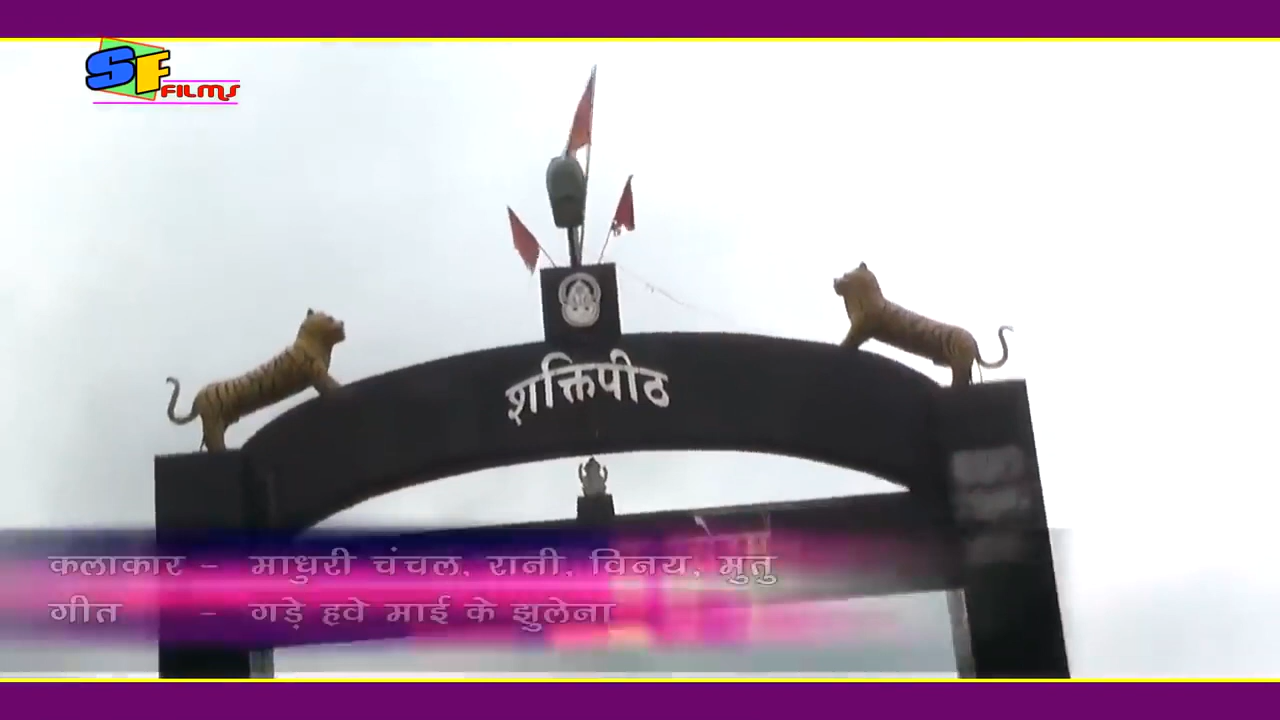 SF FILMS
शक्तिपीठ
कलाकार - माधुरी चंचल, रानी, विनय, मुतु
गीत - गड़े हवे माई के झुलेना